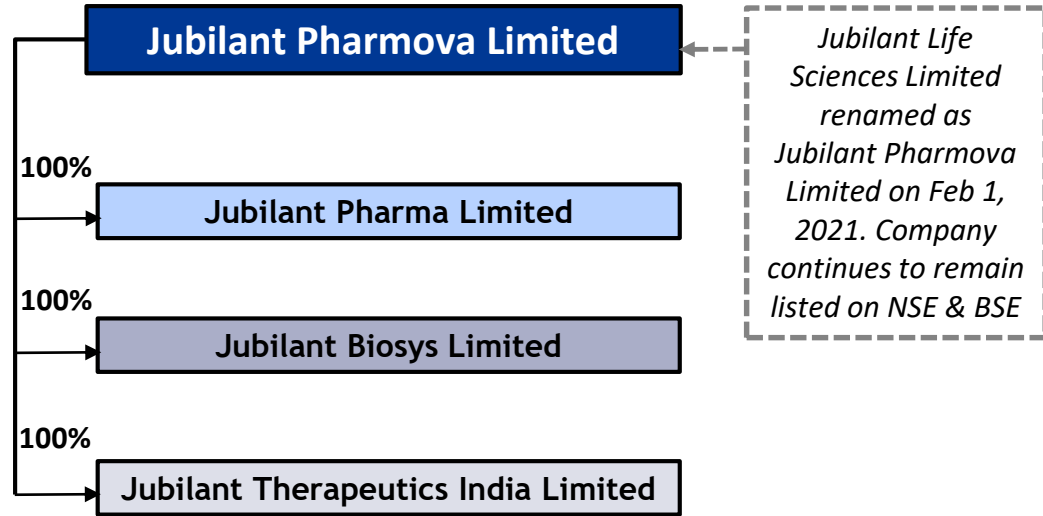 Jubilant Pharmova Limited
Jubilant Life
Sciences Limited
renamed as
Jubilant Pharmova
Limited on Feb 1,
2021. Company
continues to remain
listed on NSE & BSE
100%
Jubilant Pharma Limited
100%
Jubilant Biosys Limited
100%
Jubilant Therapeutics India Limited